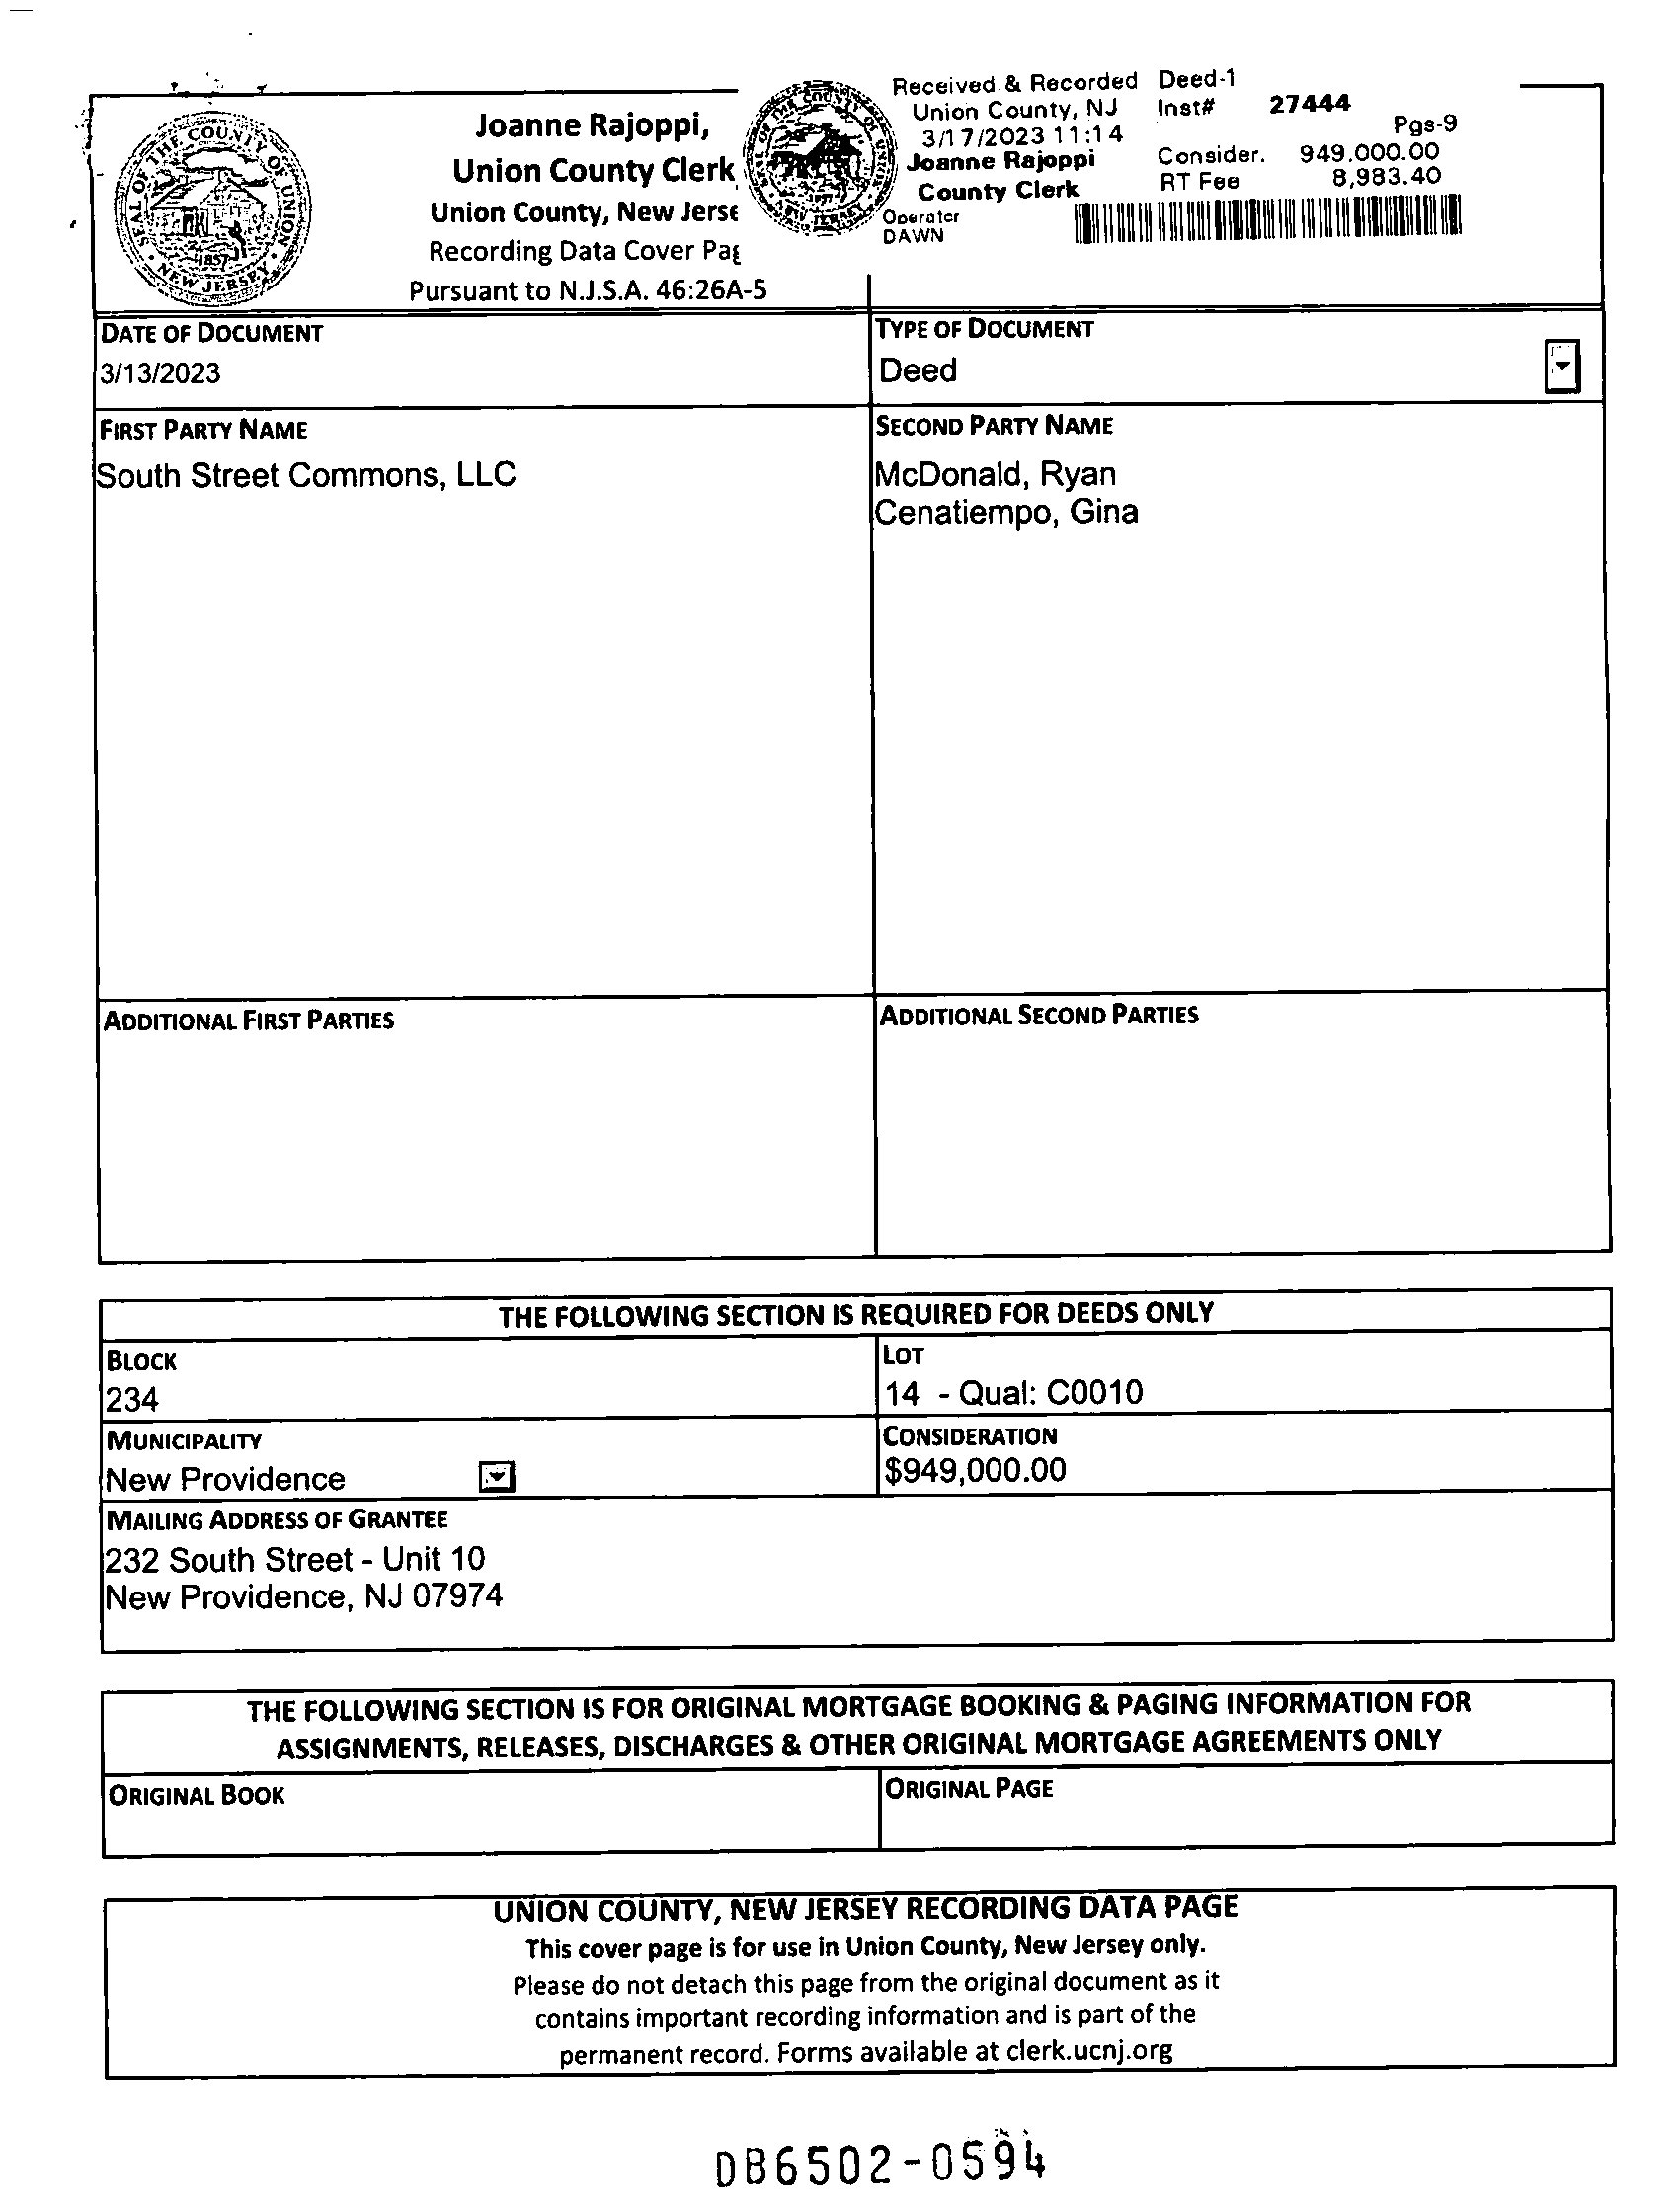 Joanne Rajoppi,
Union County Clerk
Union County, New Jerse
Recording Data Cover Pag
Pursuant to N.J.S.A. 46:26A-5
SEAL OF THE COUNTY OF UNION
1857
NEW JERSEY
Received & Recorded
Union County, NJ
3/17/2023 11:14
Joanne Rajoppi
County Clerk
Operator
DAWN
Deed-1
Inst# 27444
Pgs-9
Consider. 949,000.00
RT Fee 8,983.40
DATE OF DOCUMENT
3/13/2023
TYPE OF DOCUMENT
Deed
FIRST PARTY NAME
South Street Commons, LLC
SECOND PARTY NAME
McDonald, Ryan
Cenatiempo, Gina
ADDITIONAL FIRST PARTIES
ADDITIONAL SECOND PARTIES
THE FOLLOWING SECTION IS REQUIRED FOR DEEDS ONLY
BLOCK
234
LOT
14 - Qual: C0010
MUNICIPALITY
New Providence
CONSIDERATION
$949,000.00
MAILING ADDRESS OF GRANTEE
232 South Street - Unit 10
New Providence, NJ 07974
THE FOLLOWING SECTION IS FOR ORIGINAL MORTGAGE BOOKING & PAGING INFORMATION FOR
ASSIGNMENTS, RELEASES, DISCHARGES & OTHER ORIGINAL MORTGAGE AGREEMENTS ONLY
ORIGINAL BOOK
ORIGINAL PAGE
UNION COUNTY, NEW JERSEY RECORDING DATA PAGE
This cover page is for use in Union County, New Jersey only.
Please do not detach this page from the original document as it
contains important recording information and is part of the
permanent record. Forms available at clerk.ucnj.org
DB6502-0594